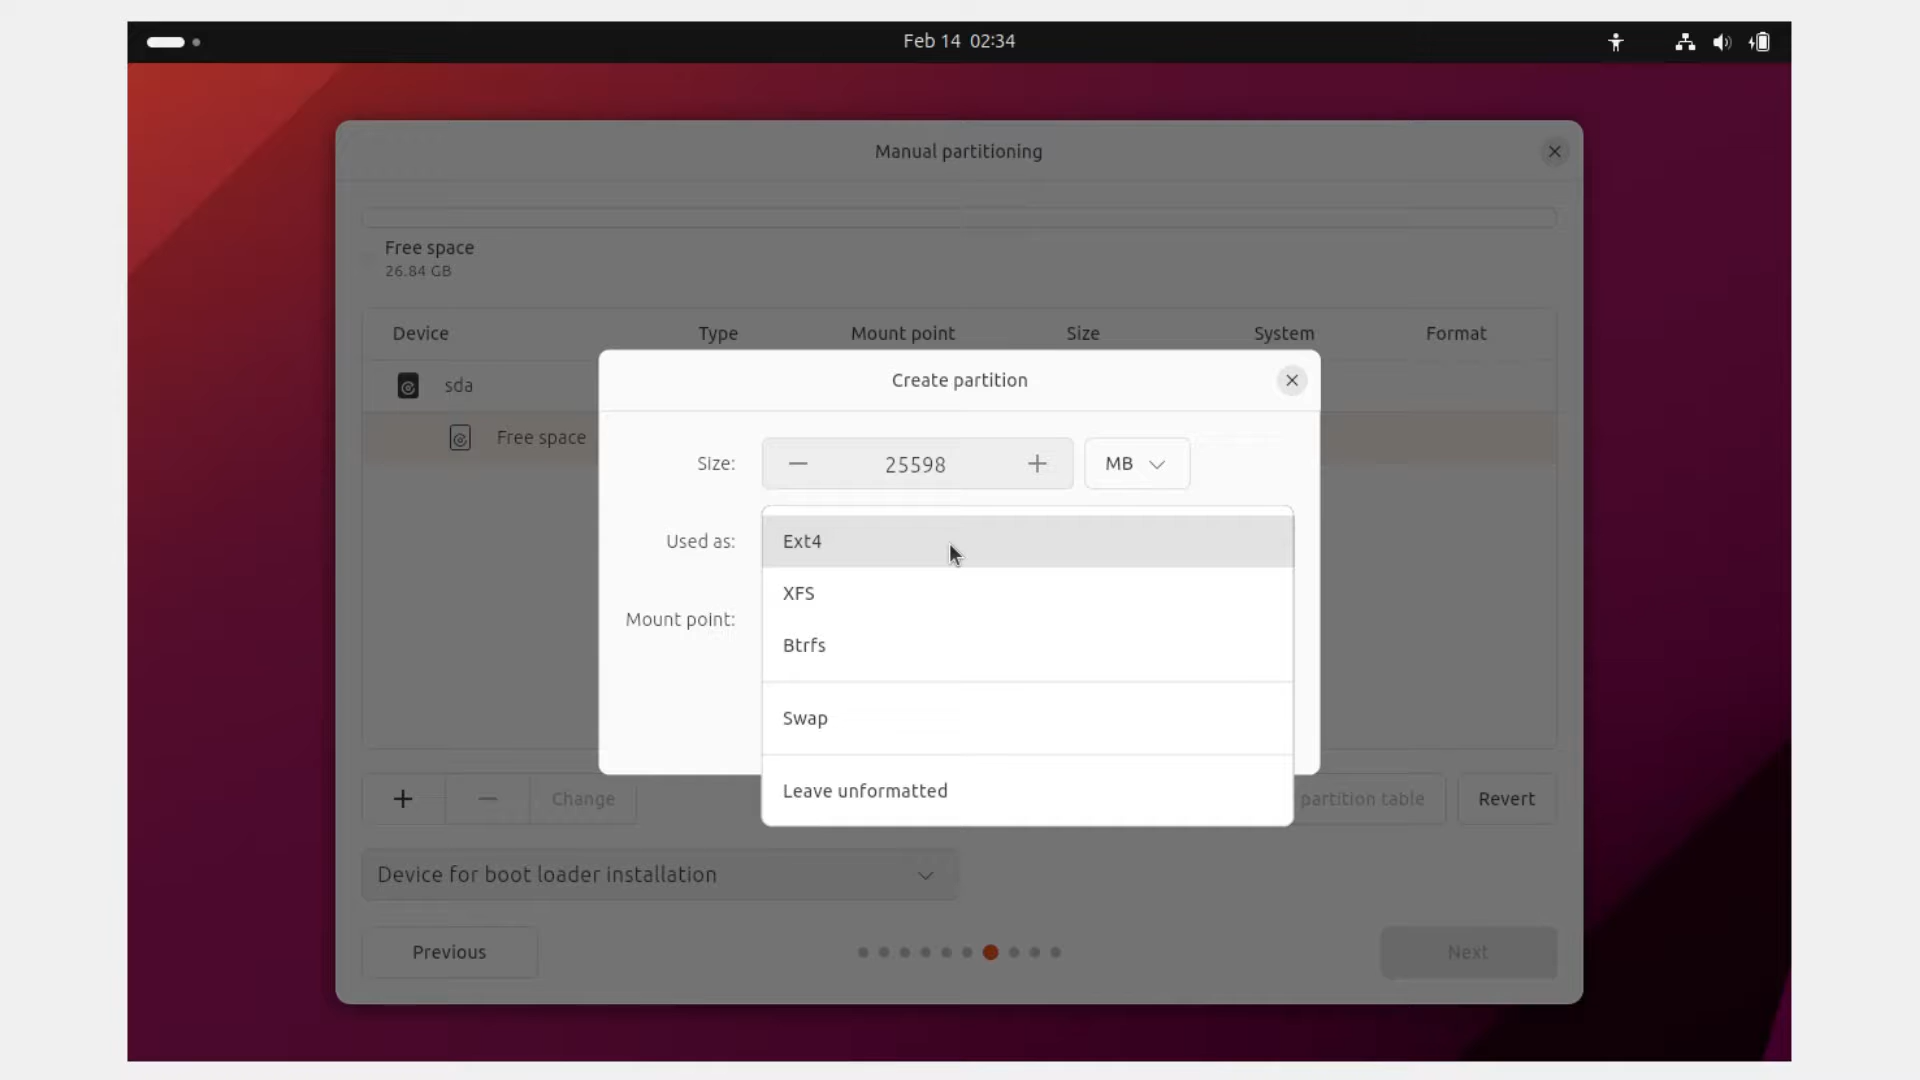 Feb 14 02:34
Manual partitioning
Free space
26.84 GB
Device Type Mount point Size System Format
sda
Free space
Create partition
Size: 25598 MB
Used as: Ext4
XFS
Mount point:
Btrfs
Swap
Leave unformatted
Change partition table Revert
Device for boot loader installation
Previous Next